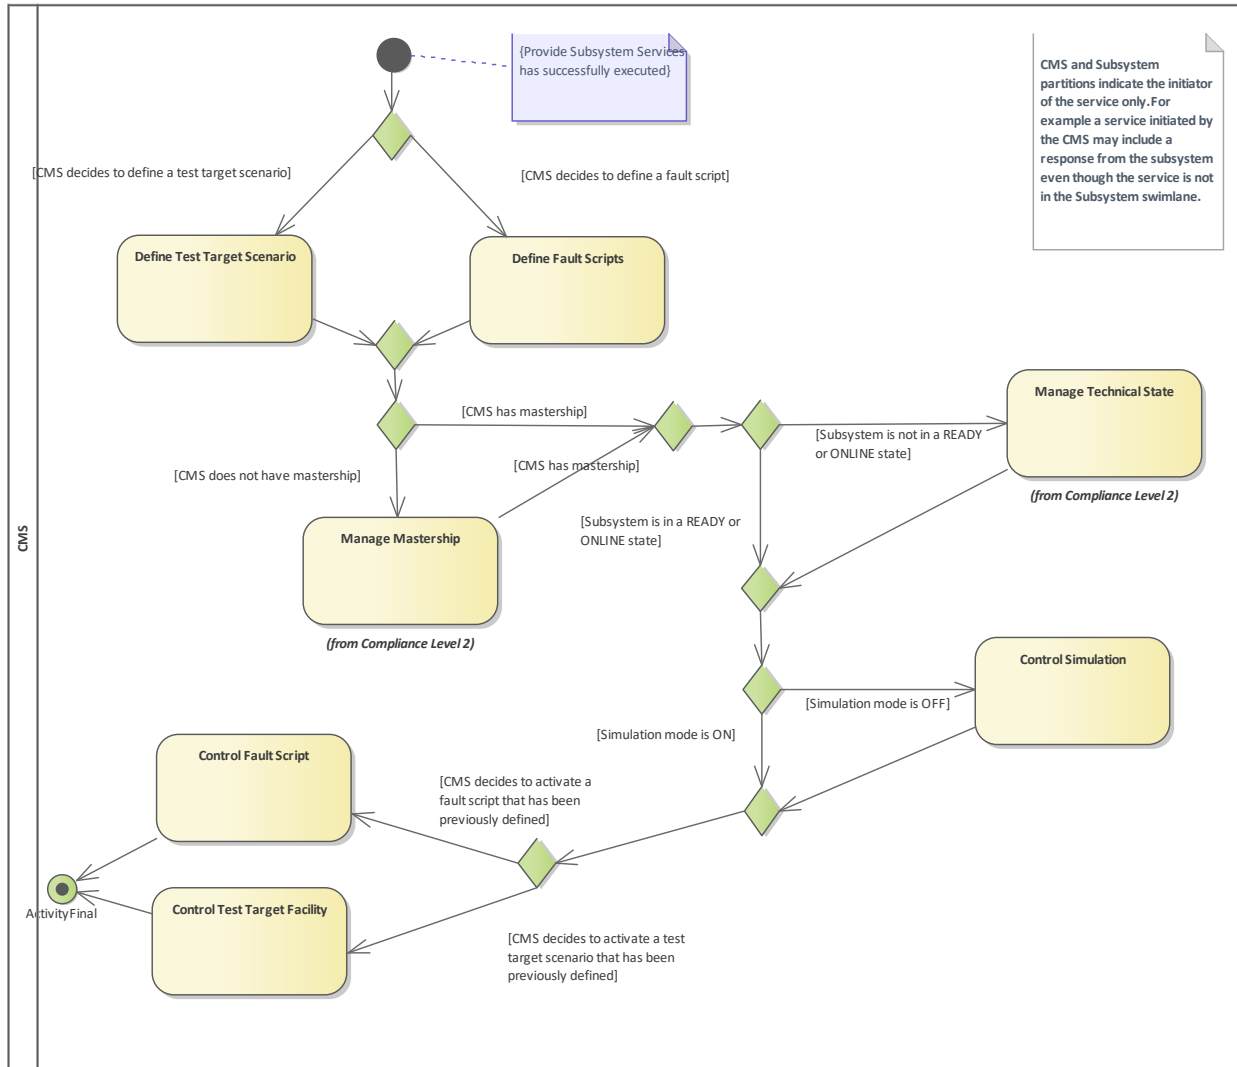 {Provide Subsystem Services
has successfully executed}
CMS and Subsystem
partitions indicate the initiator
of the service only.For
example a service initiated by
the CMS may include a
response from the subsystem
even though the service is not
in the Subsystem swimlane.
[CMS decides to define a test target scenario]
[CMS decides to define a fault script]
Define Test Target Scenario
Define Fault Scripts
Manage Technical State
[CMS has mastership]
[Subsystem is not in a READY
or ONLINE state]
[CMS does not have mastership]
[CMS has mastership]
(from Compliance Level 2)
CMS
Manage Mastership
[Subsystem is in a READY or
ONLINE state]
(from Compliance Level 2)
Control Simulation
[Simulation mode is OFF]
[Simulation mode is ON]
Control Fault Script
[CMS decides to activate a
fault script that has been
previously defined]
ActivityFinal
Control Test Target Facility
[CMS decides to activate a test
target scenario that has been
previously defined]